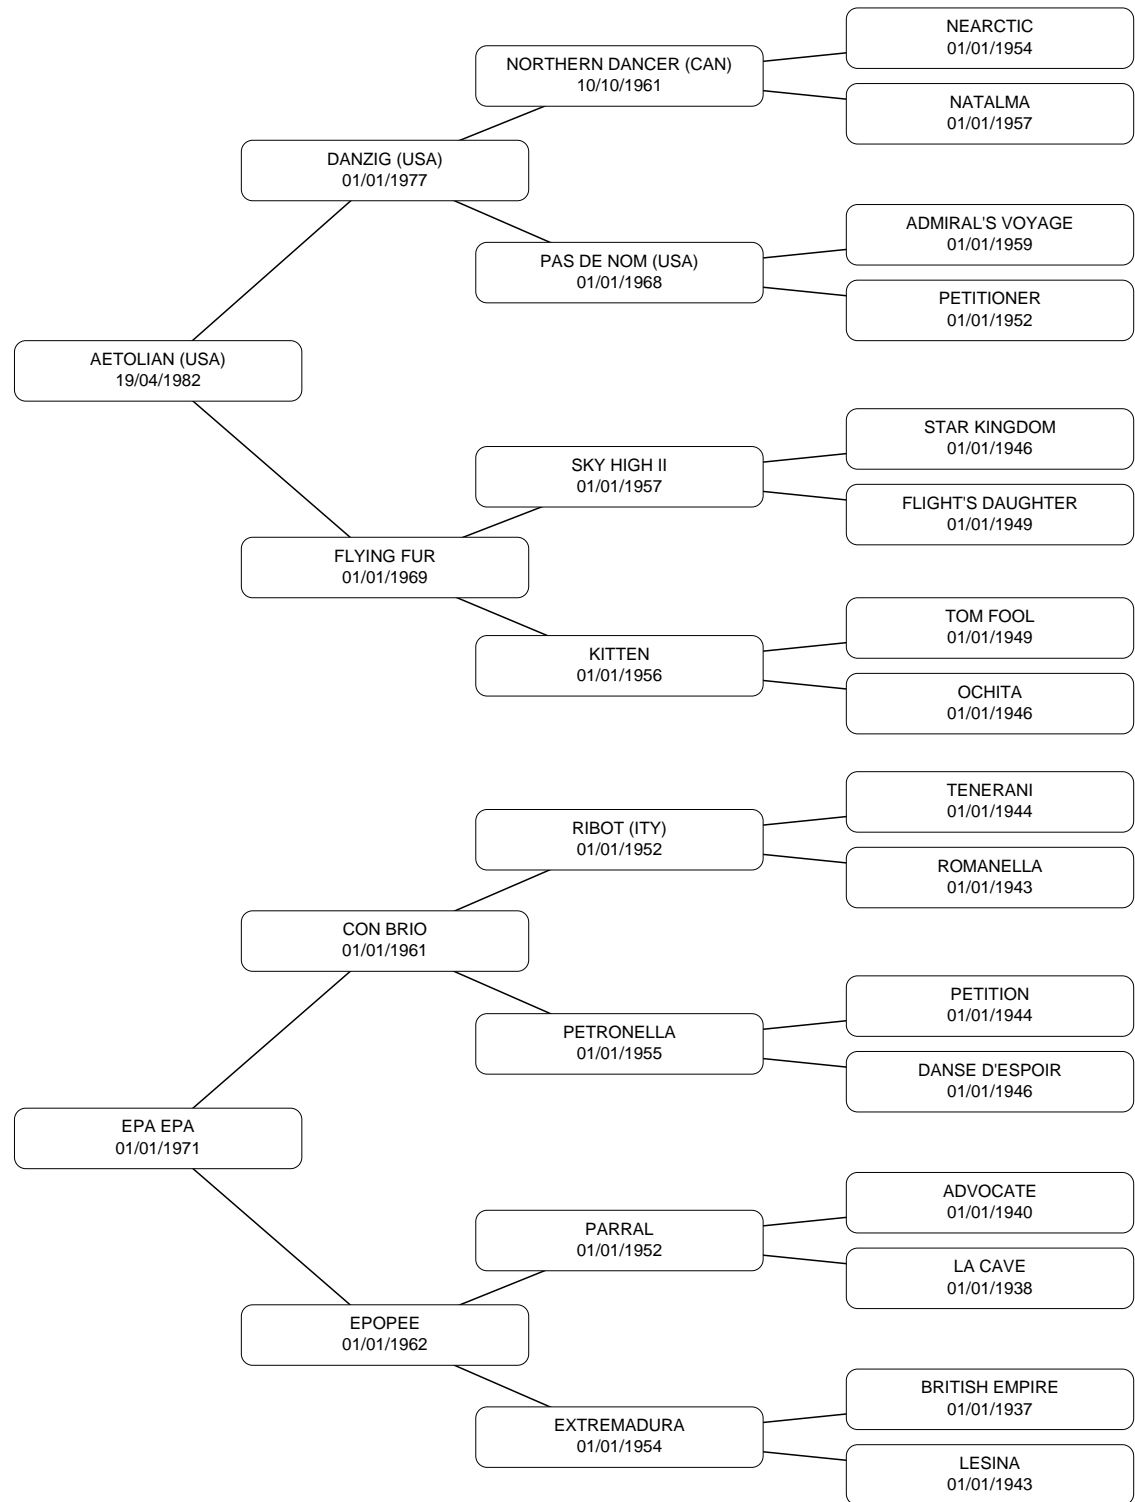 NEARCTIC
01/01/1954
NORTHERN DANCER (CAN)
10/10/1961
NATALMA
01/01/1957
DANZIG (USA)
01/01/1977
ADMIRAL'S VOYAGE
01/01/1959
PAS DE NOM (USA)
01/01/1968
PETITIONER
01/01/1952
AETOLIAN (USA)
19/04/1982
STAR KINGDOM
01/01/1946
SKY HIGH II
01/01/1957
FLIGHT'S DAUGHTER
01/01/1949
FLYING FUR
01/01/1969
TOM FOOL
01/01/1949
KITTEN
01/01/1956
OCHITA
01/01/1946
TENERANI
01/01/1944
RIBOT (ITY)
01/01/1952
ROMANELLA
01/01/1943
CON BRIO
01/01/1961
PETITION
01/01/1944
PETRONELLA
01/01/1955
DANSE D'ESPOIR
01/01/1946
EPA EPA
01/01/1971
ADVOCATE
01/01/1940
PARRAL
01/01/1952
LA CAVE
01/01/1938
EPOPEE
01/01/1962
BRITISH EMPIRE
01/01/1937
EXTREMADURA
01/01/1954
LESINA
01/01/1943